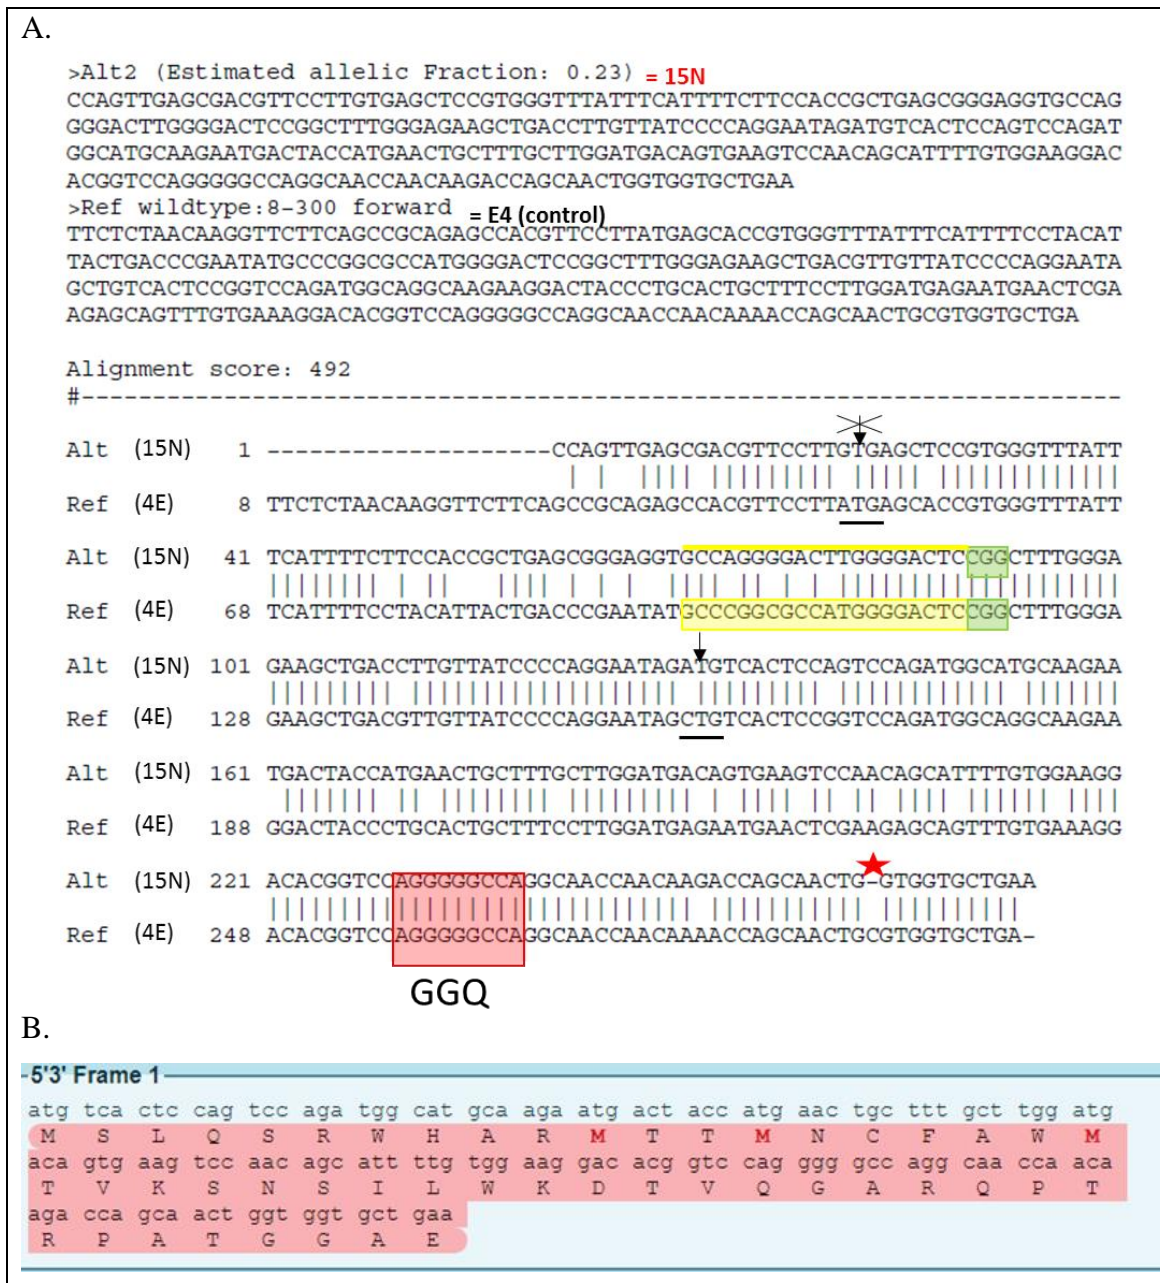 A.
>Alt2 (Estimated allelic Fraction: 0.23) = 15N
CCAGTTGAGCGACGTTCCTTGTGAGCTCCGTGGGTTTATTTCATTTTCTTCCACCGCTGAGCGGGAGGTGCCAG
GGGACTTGGGGACTCCGGCTTTGGGAGAAGCTGACCTTGTTATCCCCAGGAATAGATGTCACTCCAGTCCAGAT
GGCATGCAAGAATGACTACCATGAACTGCTTTGCTTGGATGACAGTGAAGTCCAACAGCATTTTGTGGAAGGAC
ACGGTCCAGGGGGCCAGGCAACCAACAAGACCAGCAACTGGTGGTGCTGAA
>Ref wildtype:8-300 forward = E4 (control)
TTCTCTAACAAGGTTCTTCAGCCGCAGAGCCACGTTCCTTATGAGCACCGTGGGTTTATTTCATTTTCCTACAT
TACTGACCCGAATATGCCCGGCGCCATGGGGACTCCGGCTTTGGGAGAAGCTGACGTTGTTATCCCCAGGAATA
GCTGTCACTCCGGTCCAGATGGCAGGCAAGAAGGACTACCCTGCACTGCTTTCCTTGGATGAGAATGAACTCGA
AGAGCAGTTTGTGAAAGGACACGGTCCAGGGGGCCAGGCAACCAACAAAACCAGCAACTGCGTGGTGCTGA
Alignment score: 492
#-----------------------------------------------------------------
Alt (15N) 1 --------------------CCAGTTGAGCGACGTTCCTTGTGAGCTCCGTGGGTTTATT
Ref (4E) 8 TTCTCTAACAAGGTTCTTCAGCCGCAGAGCCACGTTCCTTATGAGCACCGTGGGTTTATT
Alt (15N) 41 TCATTTTCTTCCACCGCTGAGCGGGAGGTGCCAGGGGACTTGGGGACTCCGGCTTTGGGA
Ref (4E) 68 TCATTTTCCTACATTACTGACCCGAATATGCCCGGCGCCATGGGGACTCCGGCTTTGGGA
Alt (15N) 101 GAAGCTGACCTTGTTATCCCCAGGAATAGATGTCACTCCAGTCCAGATGGCATGCAAGAA
Ref (4E) 128 GAAGCTGACGTTGTTATCCCCAGGAATAGCTGTCACTCCGGTCCAGATGGCAGGCAAGAA
Alt (15N) 161 TGACTACCATGAACTGCTTTGCTTGGATGACAGTGAAGTCCAACAGCATTTTGTGGAAGG
Ref (4E) 188 GGACTACCCTGCACTGCTTTCCTTGGATGAGAATGAACTCGAAGAGCAGTTTGTGAAAGG
Alt (15N) 221 ACACGGTCCAGGGGGCCAGGCAACCAACAAGACCAGCAACTG-GTGGTGCTGAA
Ref (4E) 248 ACACGGTCCAGGGGGCCAGGCAACCAACAAAACCAGCAACTGCGTGGTGCTGA-
GGQ
B.
5'3' Frame 1
atg tca ctc cag tcc aga tgg cat gca aga atg act acc atg aac tgc ttt gct tgg atg
M S L Q S R W H A R M T T M N C F A W M
aca gtg aag tcc aac agc att ttg tgg aag gac acg gtc cag ggg gcc agg caa cca aca
T V K S N S I L W K D T V Q G A R Q P T
aga cca gca act ggt ggt gct gaa
R P A T G G A E